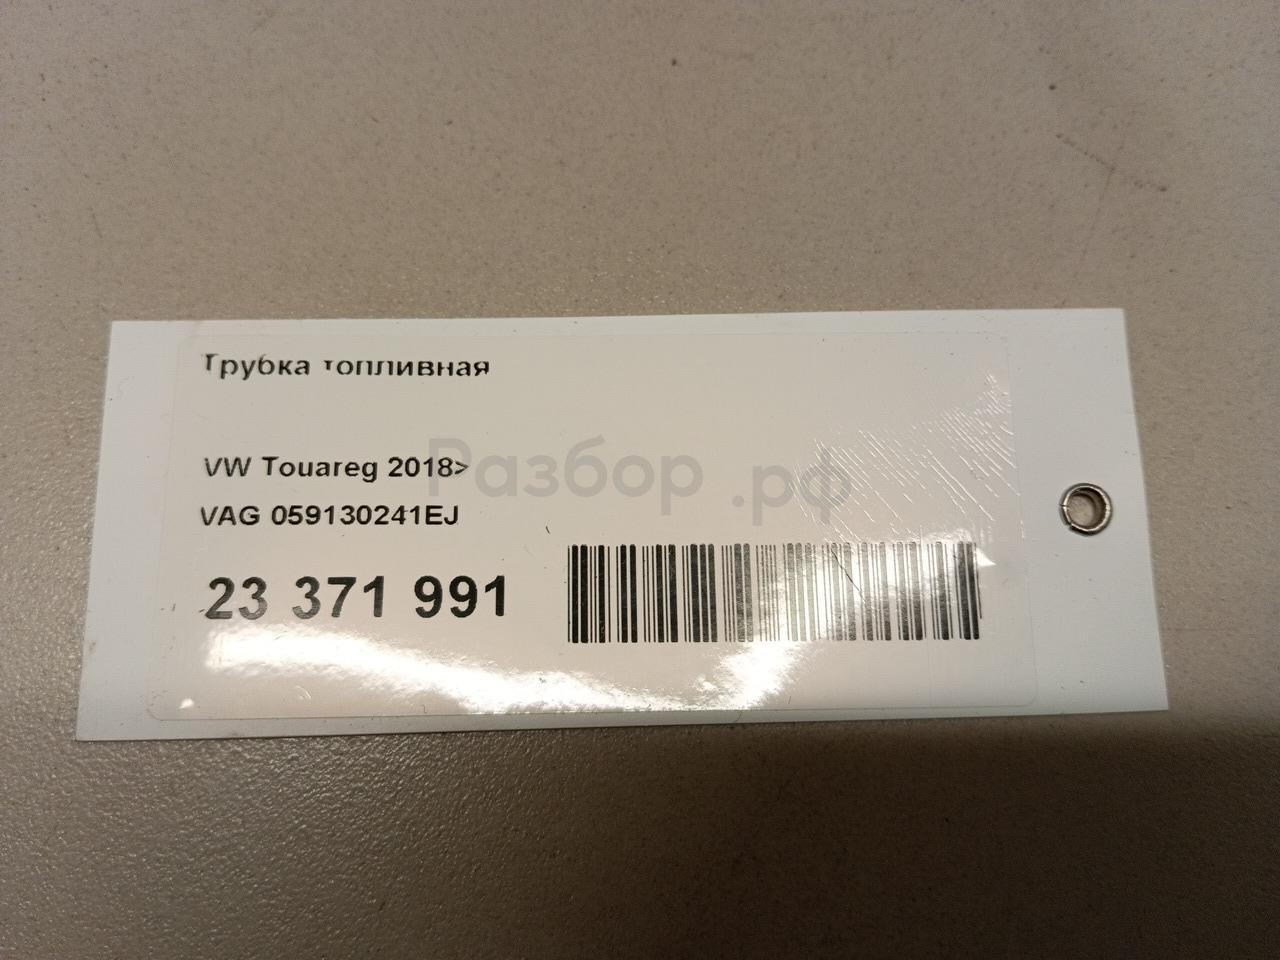 Трубка топливная
VW Touareg 2018>
Разбор.рф
VAG 059130241EJ
23 371 991